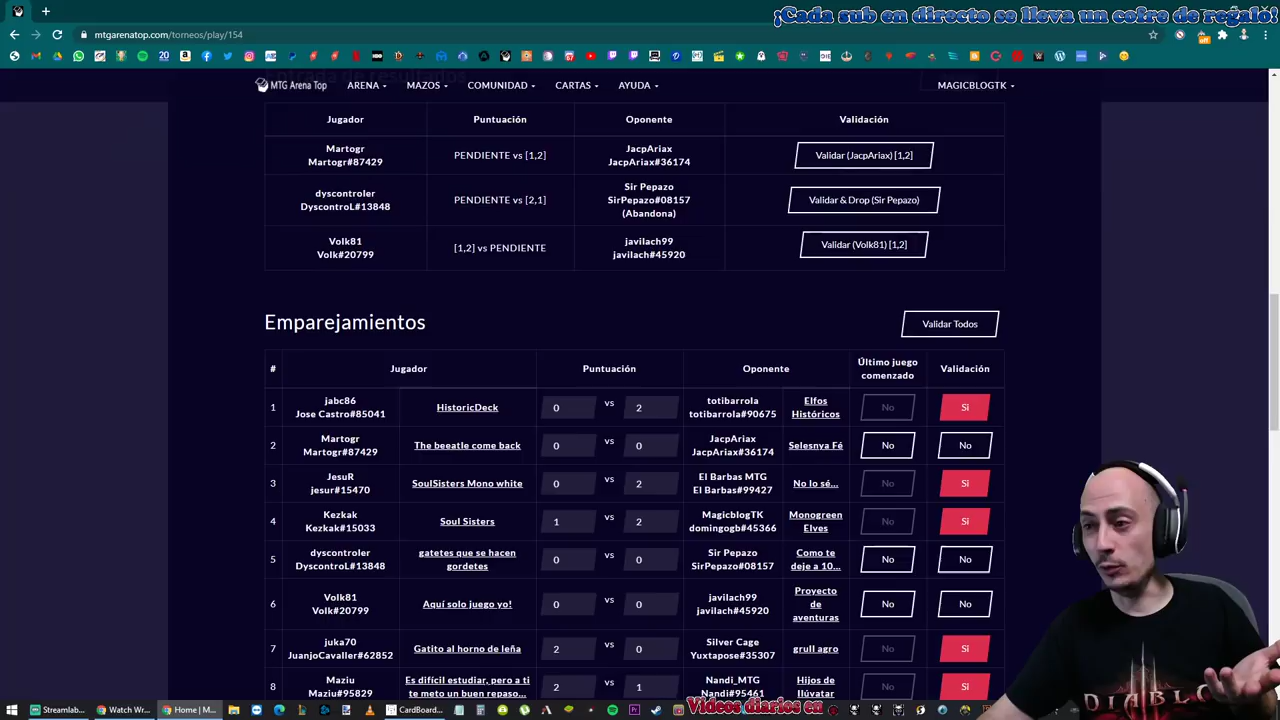 ¡Cada sub en directo se lleva un cofre de regalo!
mtgarenatop.com/torneos/play/154
Entrada de resultados
MTG Arena Top
ARENA
MAZOS
COMUNIDAD
CARTAS
AYUDA
MAGICBLOGTK
Jugador
Puntuación
Oponente
Validación
Martogr
Martogr#87429
PENDIENTE vs [1,2]
JacpAriax
JacpAriax#36174
Validar (JacpAriax) [1,2]
dyscontroler
DyscontroL#13848
PENDIENTE vs [2,1]
Sir Pepazo
SirPepazo#08157
(Abandona)
Validar & Drop (Sir Pepazo)
Volk81
Volk#20799
[1,2] vs PENDIENTE
javilach99
javilach#45920
Validar (Volk81) [1,2]
Emparejamientos
Validar Todos
#
Jugador
Puntuación
Oponente
Último juego
comenzado
Validación
1
jabc86
Jose Castro#85041
HistoricDeck
0
vs
2
totibarrola
totibarrola#90675
Elfos
Históricos
No
Si
2
Martogr
Martogr#87429
The beeatle come back
0
vs
0
JacpAriax
JacpAriax#36174
Selesnya Fé
No
No
3
JesuR
jesur#15470
SoulSisters Mono white
0
vs
2
El Barbas MTG
El Barbas#99427
No lo sé...
No
Si
4
Kezkak
Kezkak#15033
Soul Sisters
1
vs
2
MagicblogTK
domingogb#45366
Monogreen
Elves
No
Si
5
dyscontroler
DyscontroL#13848
gatetes que se hacen
gordetes
0
vs
0
Sir Pepazo
SirPepazo#08157
Como te
deje a 10...
No
No
6
Volk81
Volk#20799
Aquí solo juego yo!
0
vs
0
javilach99
javilach#45920
Proyecto
de
aventuras
No
No
7
juka70
JuanjoCavaller#62852
Gatito al horno de leña
2
vs
0
Silver Cage
Yuxtapose#35307
grull agro
No
Si
8
Maziu
Maziu#95829
Es difícil estudiar, pero a ti
te meto un buen repaso...
2
vs
1
Nandi_MTG
Nandi#95461
Hijos de
llúvatar
No
Si
DIABLO
Streamlab...
Watch Wr...
Home | M...
CardBoard...
Videos diarios en